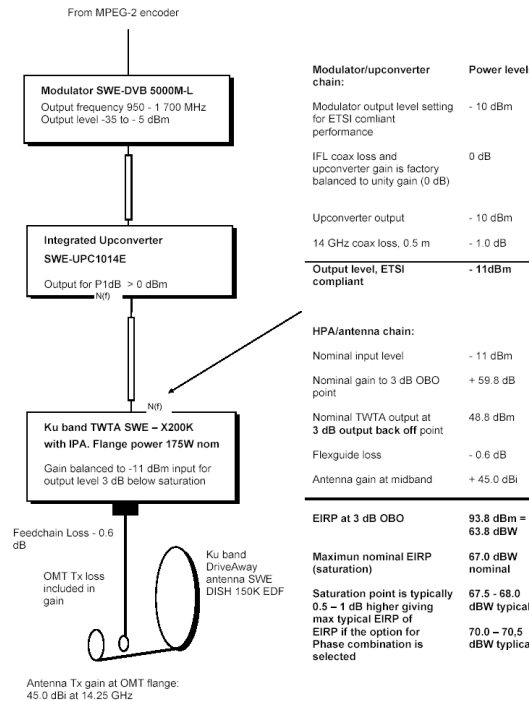 From MPEG-2 encoder
Modulator SWE-DVB 5000M-L
Output frequency 950 - 1 700 MHz
Output level -35 to - 5 dBm
Integrated Upconverter
SWE-UPC1014E
Output for P1dB > 0 dBm
N(f)
N(f)
Ku band TWTA SWE – X200K
with IPA. Flange power 175W nom
Gain balanced to -11 dBm input for
output level 3 dB below saturation
Feedchain Loss - 0.6
dB
OMT Tx loss
included in
gain
Ku band
DriveAway
antenna SWE
DISH 150K EDF
Antenna Tx gain at OMT flange:
45.0 dBi at 14.25 GHz
Modulator/upconverter Power level
chain:
Modulator output level setting - 10 dBm
for ETSI comliant
performance
IFL coax loss and 0 dB
upconverter gain is factory
balanced to unity gain (0 dB)
Upconverter output - 10 dBm
14 GHz coax loss, 0.5 m - 1.0 dB
Output level, ETSI - 11dBm
compliant
HPA/antenna chain:
Nominal input level - 11 dBm
Nominal gain to 3 dB OBO + 59.8 dB
point
Nominal TWTA output at 48.8 dBm
3 dB output back off point
Flexguide loss - 0.6 dB
Antenna gain at midband + 45.0 dBi
EIRP at 3 dB OBO 93.8 dBm =
63.8 dBW
Maximun nominal EIRP 67.0 dBW
(saturation) nominal
Saturation point is typically 67.5 - 68.0
0.5 – 1 dB higher giving dBW typical
max typical EIRP of
EIRP if the option for 70.0 – 70,5
Phase combination is dBW typlica
selected